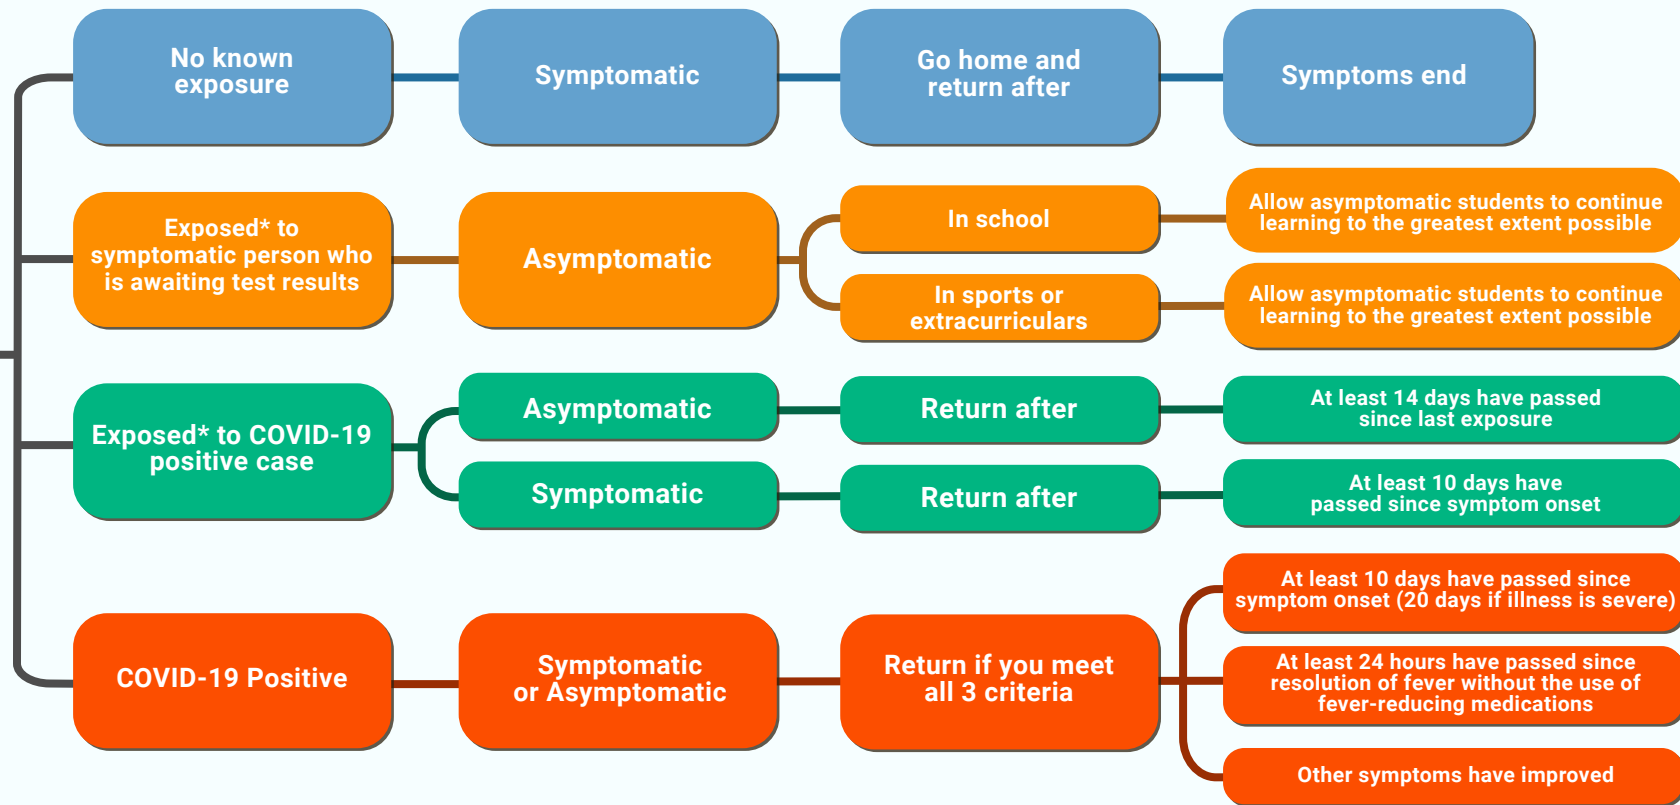 No known
exposure
Symptomatic
Go home and
return after
Symptoms end
Exposed* to
symptomatic person who
is awaiting test results
Asymptomatic
In school
Allow asymptomatic students to continue
learning to the greatest extent possible
In sports or
extracurriculars
Allow asymptomatic students to continue
learning to the greatest extent possible
Exposed* to COVID-19
positive case
Asymptomatic
Return after
At least 14 days have passed
since last exposure
Symptomatic
Return after
At least 10 days have
passed since symptom onset
COVID-19 Positive
Symptomatic
or Asymptomatic
Return if you meet
all 3 criteria
At least 10 days have passed since
symptom onset (20 days if illness is severe)
At least 24 hours have passed since
resolution of fever without the use of
fever-reducing medications
Other symptoms have improved